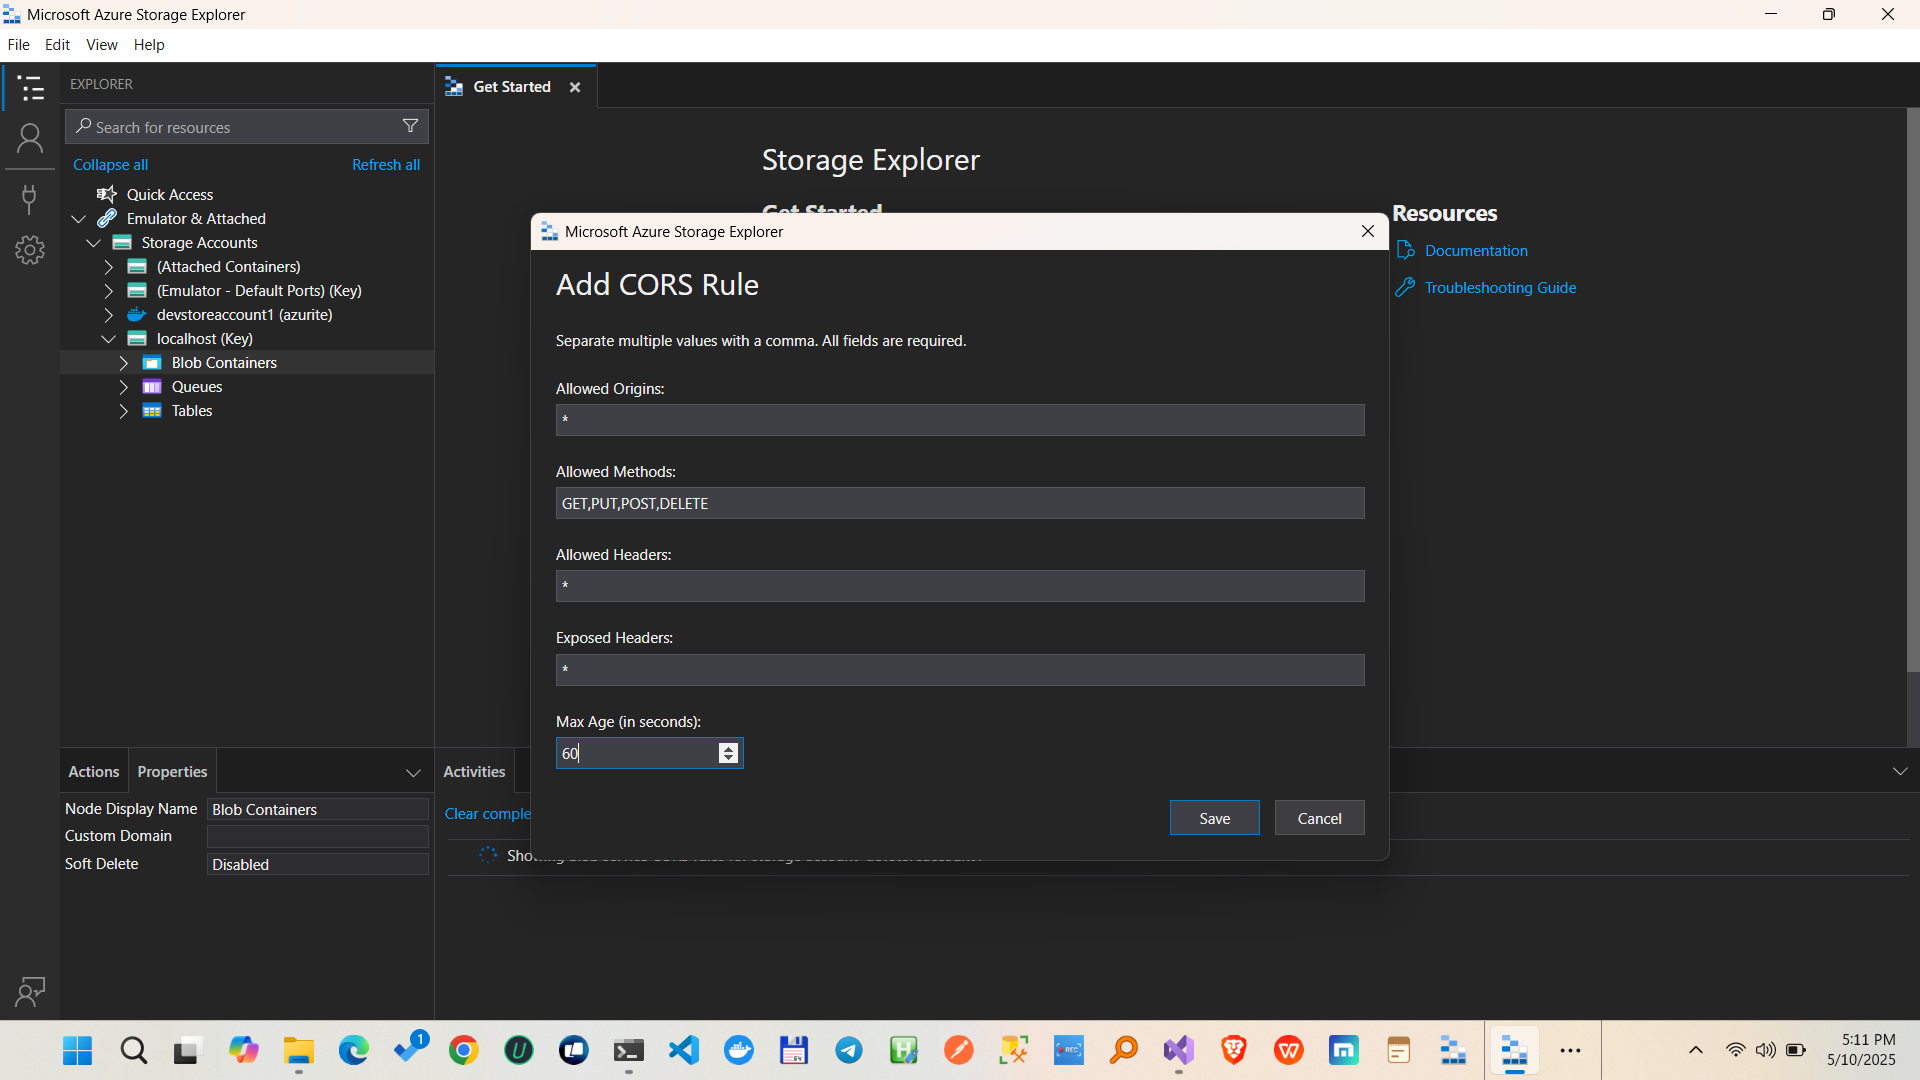 Microsoft Azure Storage Explorer
File Edit View Help
EXPLORER
Search for resources
Collapse all Refresh all
Quick Access
Emulator & Attached
Storage Accounts
(Attached Containers)
(Emulator - Default Ports) (Key)
devstoreaccount1 (azurite)
localhost (Key)
Blob Containers
Queues
Tables
Actions Properties
Node Display Name Blob Containers
Custom Domain
Soft Delete Disabled
Get Started
Storage Explorer
Get Started
Resources
Documentation
Troubleshooting Guide
Microsoft Azure Storage Explorer
Add CORS Rule
Separate multiple values with a comma. All fields are required.
Allowed Origins:
*
Allowed Methods:
GET,PUT,POST,DELETE
Allowed Headers:
*
Exposed Headers:
*
Max Age (in seconds):
60
Save Cancel
Activities
Clear comple
1
REC
5:11 PM
5/10/2025